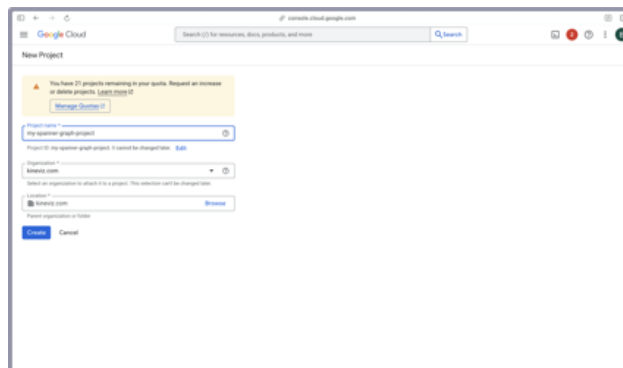 console.cloud.google.com
Google Cloud
Search (/) for resources, docs, products, and more
Search
New Project
You have 21 projects remaining in your quota. Request an increase
or delete projects. Learn more
Manage Quotas
Project name *
my-spanner-graph-project
Project ID: my-spanner-graph-project. It cannot be changed later. Edit
Organization *
kineviz.com
Select an organization to attach it to a project. This selection can't be changed later.
Location *
kineviz.com
Browse
Parent organization or folder
Create
Cancel